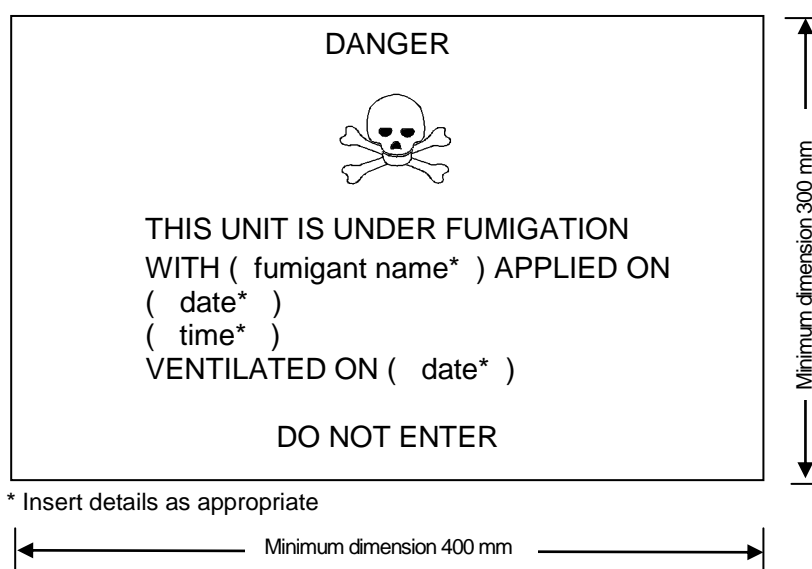 DANGER
THIS UNIT IS UNDER FUMIGATION
WITH ( fumigant name* ) APPLIED ON
( date* )
( time* )
VENTILATED ON ( date* )
DO NOT ENTER
* Insert details as appropriate
Minimum dimension 400 mm
Minimum dimension 300 mm